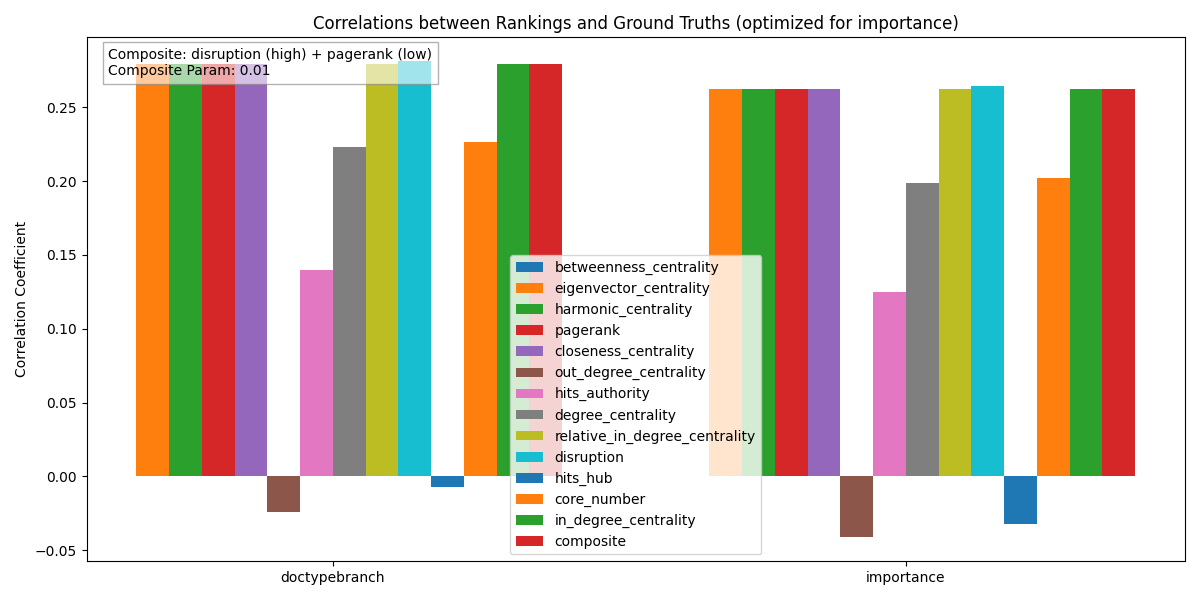 Correlations between Rankings and Ground Truths (optimized for importance)
Composite: disruption (high) + pagerank (low)
Composite Param: 0.01
Correlation Coefficient
0.25
0.20
0.15
0.10
0.05
0.00
−0.05
betweenness_centrality
eigenvector_centrality
harmonic_centrality
pagerank
closeness_centrality
out_degree_centrality
hits_authority
degree_centrality
relative_in_degree_centrality
disruption
hits_hub
core_number
in_degree_centrality
composite
doctypebranch
importance